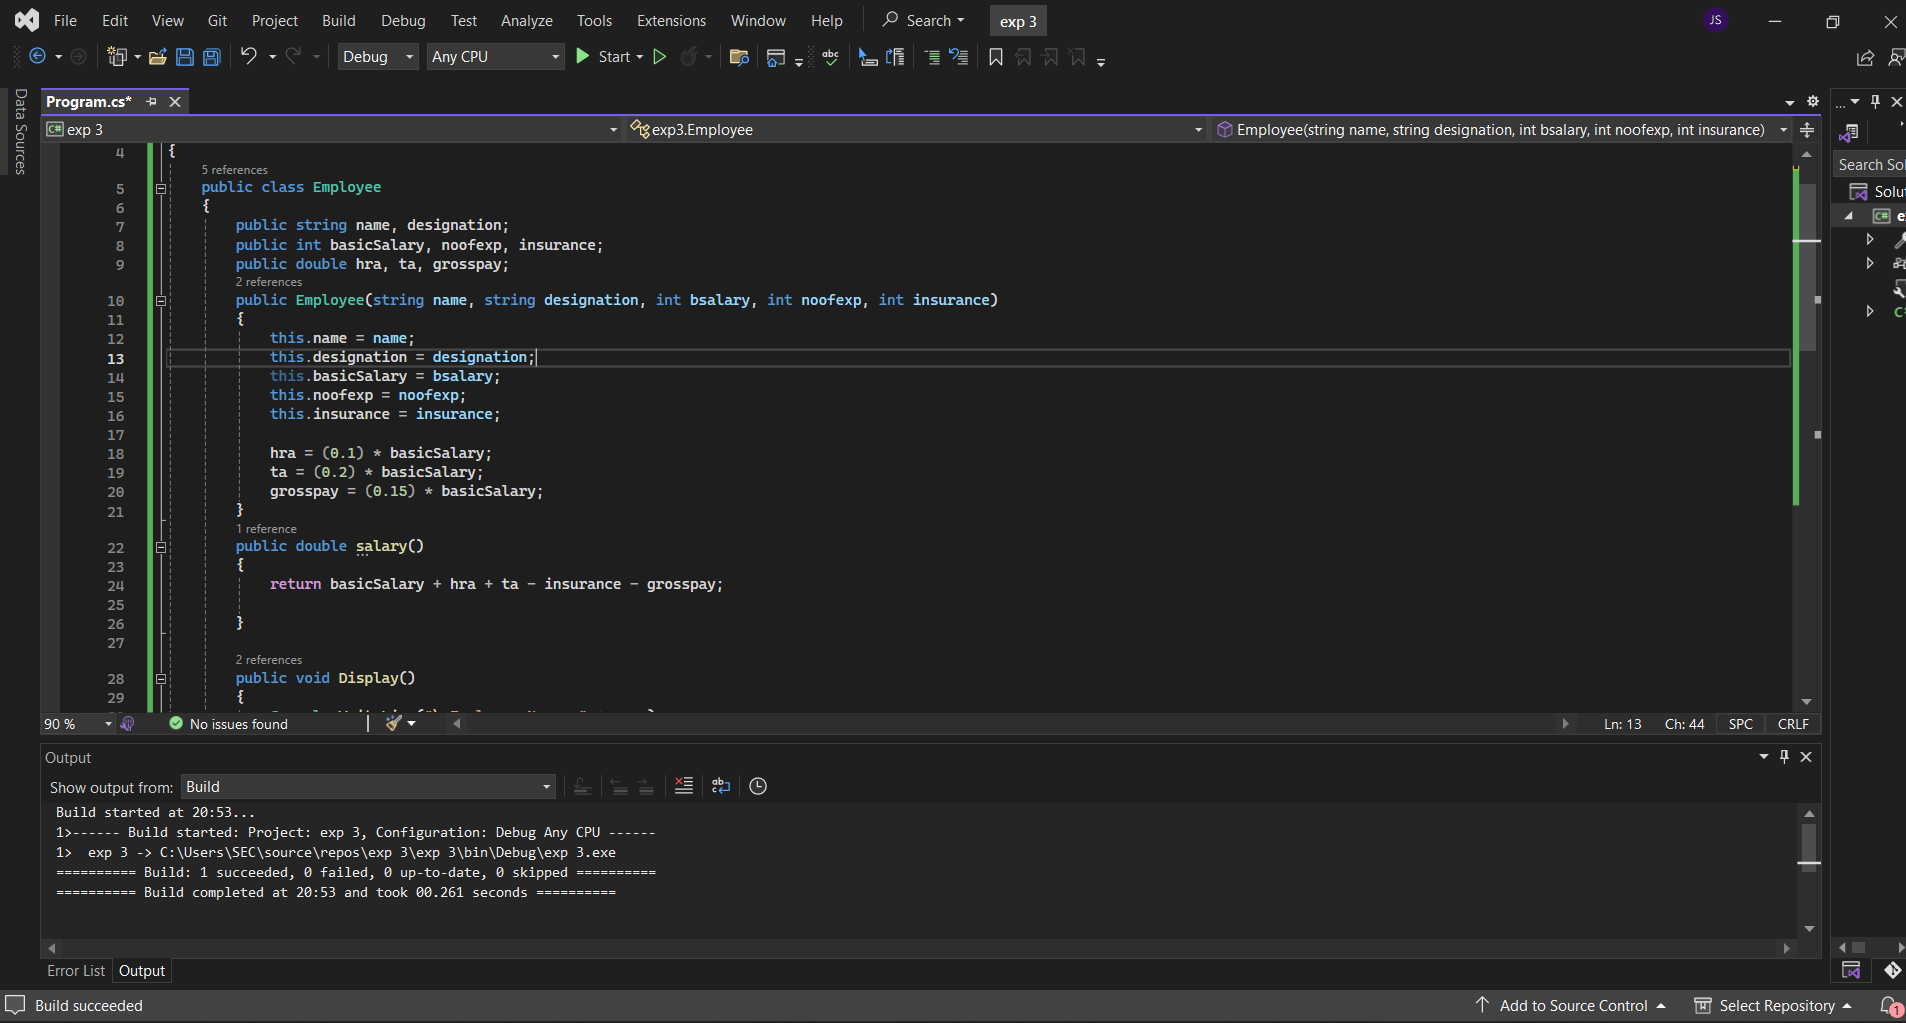 File Edit View Git Project Build Debug Test Analyze Tools Extensions Window Help Search exp 3 JS
Debug Any CPU Start abc
Data Sources
Program.cs*
C# exp 3 exp3.Employee Employee(string name, string designation, int bsalary, int noofexp, int insurance)
Search Sol
Solut
4 {
5 references
5 public class Employee
6 {
7 public string name, designation;
8 public int basicSalary, noofexp, insurance;
9 public double hra, ta, grosspay;
2 references
10 public Employee(string name, string designation, int bsalary, int noofexp, int insurance)
11 {
12 this.name = name;
13 this.designation = designation;
14 this.basicSalary = bsalary;
15 this.noofexp = noofexp;
16 this.insurance = insurance;
17
18 hra = (0.1) * basicSalary;
19 ta = (0.2) * basicSalary;
20 grosspay = (0.15) * basicSalary;
21 }
1 reference
22 public double salary()
23 {
24 return basicSalary + hra + ta - insurance - grosspay;
25
26 }
27
2 references
28 public void Display()
29 {
90 % No issues found Ln: 13 Ch: 44 SPC CRLF
Output
Show output from: Build
Build started at 20:53...
1>------ Build started: Project: exp 3, Configuration: Debug Any CPU ------
1> exp 3 -> C:\Users\SEC\source\repos\exp 3\exp 3\bin\Debug\exp 3.exe
========== Build: 1 succeeded, 0 failed, 0 up-to-date, 0 skipped ==========
========== Build completed at 20:53 and took 00.261 seconds ==========
Error List Output
Build succeeded Add to Source Control Select Repository 1